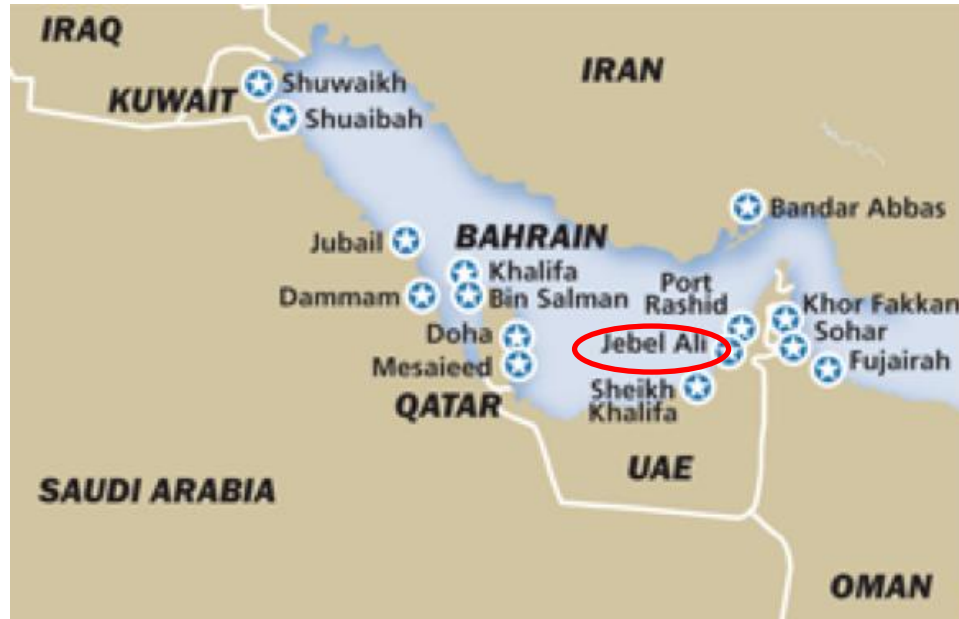 IRAQ
IRAN
Shuwaikh
KUWAIT
Shuaibah
Bandar Abbas
Jubail
BAHRAIN
Khalifa
Dammam
Bin Salman
Port
Rashid
Khor Fakkan
Doha
Jebel Ali
Sohar
Mesaieed
Fujairah
Sheikh
Khalifa
QATAR
UAE
SAUDI ARABIA
OMAN